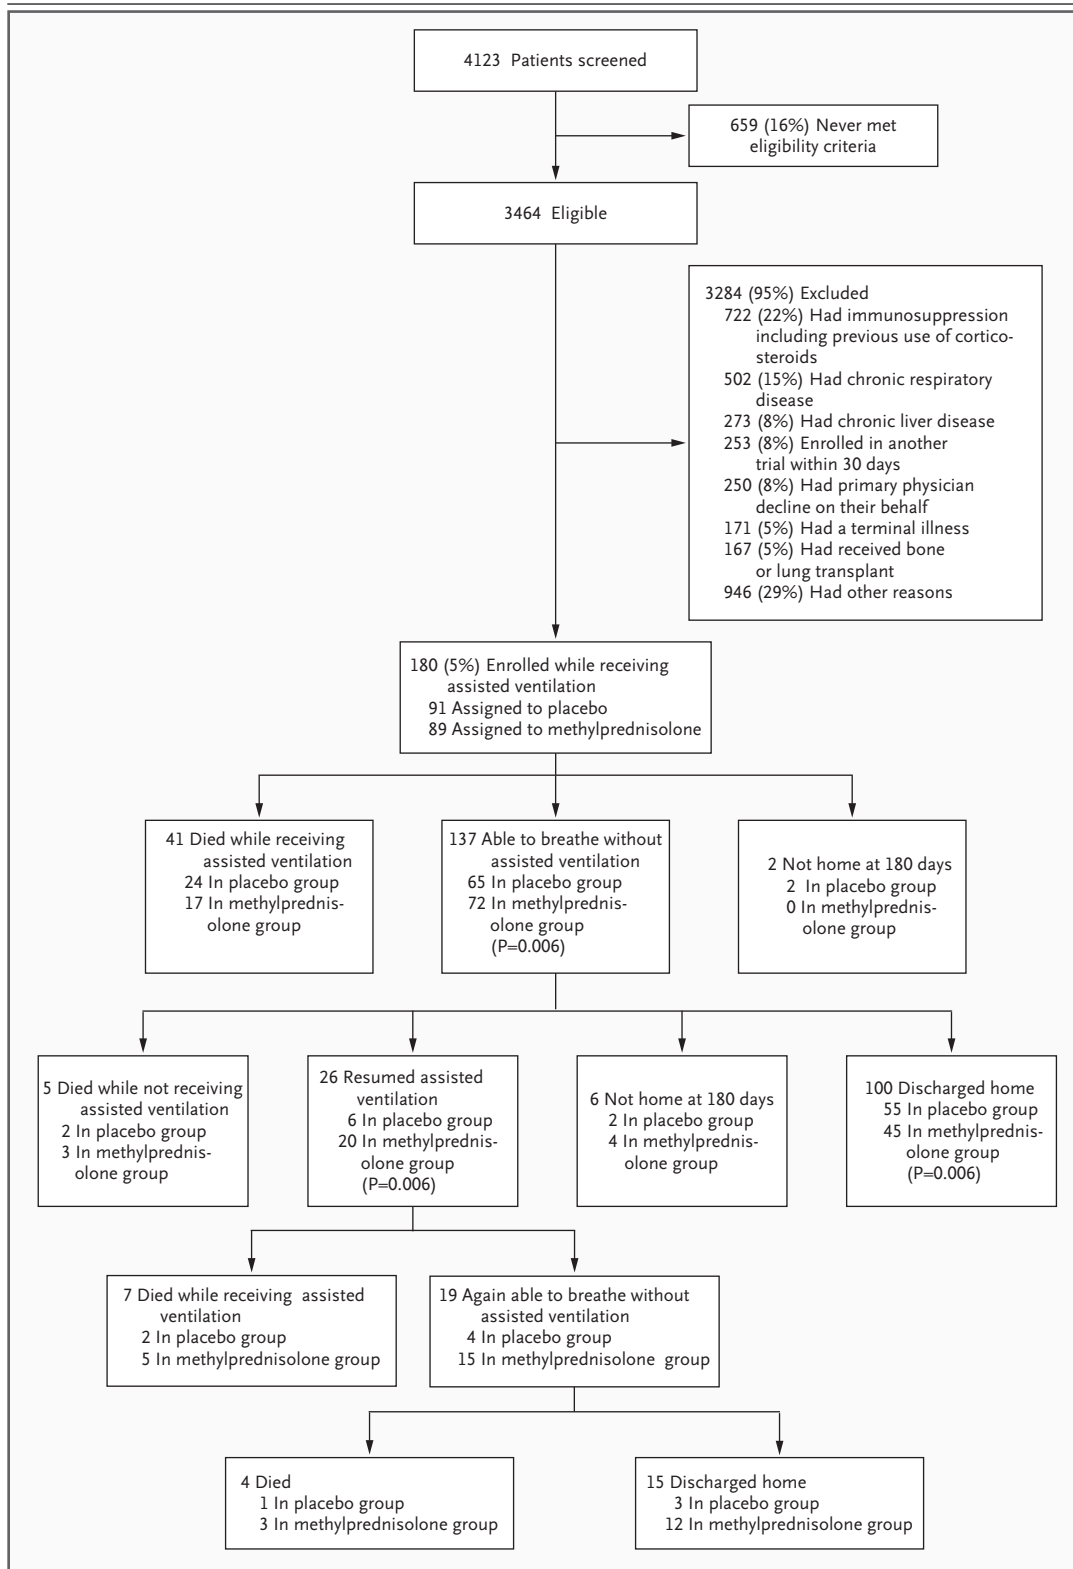 4123 Patients screened
659 (16%) Never met
eligibility criteria
3464 Eligible
3284 (95%) Excluded
722 (22%) Had immunosuppression
including previous use of cortico-
steroids
502 (15%) Had chronic respiratory
disease
273 (8%) Had chronic liver disease
253 (8%) Enrolled in another
trial within 30 days
250 (8%) Had primary physician
decline on their behalf
171 (5%) Had a terminal illness
167 (5%) Had received bone
or lung transplant
946 (29%) Had other reasons
180 (5%) Enrolled while receiving
assisted ventilation
91 Assigned to placebo
89 Assigned to methylprednisolone
41 Died while receiving
assisted ventilation
24 In placebo group
17 In methylprednis-
olone group
137 Able to breathe without
assisted ventilation
65 In placebo group
72 In methylprednis-
olone group
(P=0.006)
2 Not home at 180 days
2 In placebo group
0 In methylprednis-
olone group
5 Died while not receiving
assisted ventilation
2 In placebo group
3 In methylprednis-
olone group
26 Resumed assisted
ventilation
6 In placebo group
20 In methylprednis-
olone group
(P=0.006)
6 Not home at 180 days
2 In placebo group
4 In methylprednis-
olone group
100 Discharged home
55 In placebo group
45 In methylprednis-
olone group
(P=0.006)
7 Died while receiving assisted
ventilation
2 In placebo group
5 In methylprednisolone group
19 Again able to breathe without
assisted ventilation
4 In placebo group
15 In methylprednisolone group
4 Died
1 In placebo group
3 In methylprednisolone group
15 Discharged home
3 In placebo group
12 In methylprednisolone group